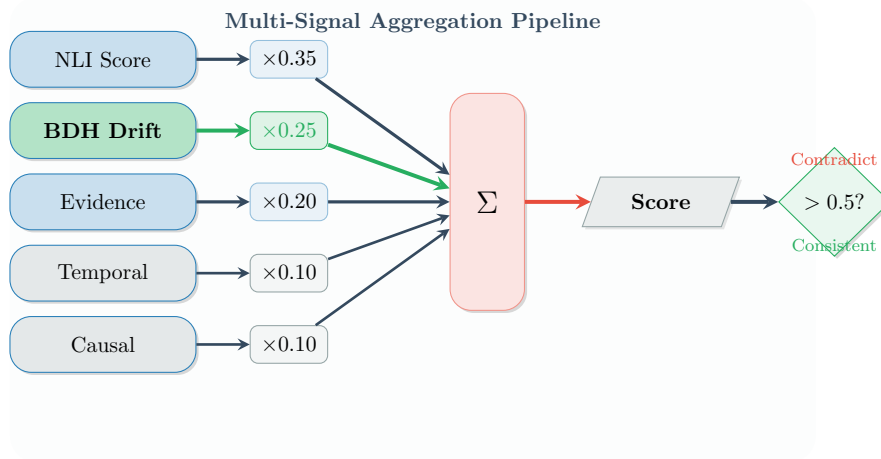 Multi-Signal Aggregation Pipeline
NLI Score
×0.35
BDH Drift
×0.25
Evidence
×0.20
Temporal
×0.10
Causal
×0.10
Σ
Score
Contradict
> 0.5?
Consistent